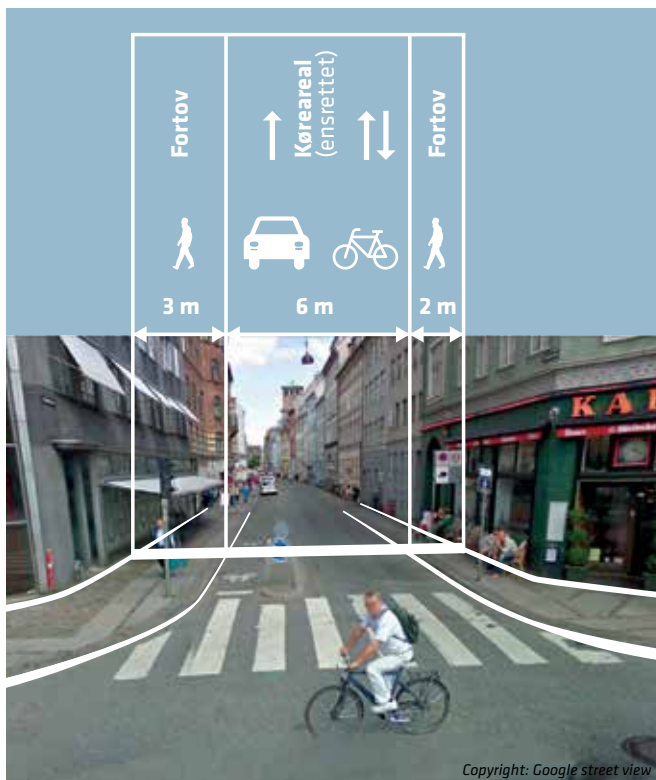 Fortov
Køreareal
(ensrettet)
Fortov
3 m
6 m
2 m
KA
Copyright: Google street view